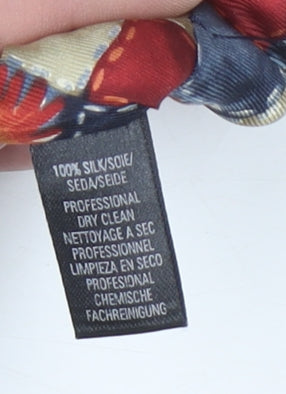 100% SILK/SOIE/
SEDA/SEIDE
PROFESSIONAL
DRY CLEAN
NETTOYAGE A SEC
PROFESSIONNEL
LIMPIEZA EN SECO
PROFESIONAL
CHEMISCHE
FACHREINIGUNG